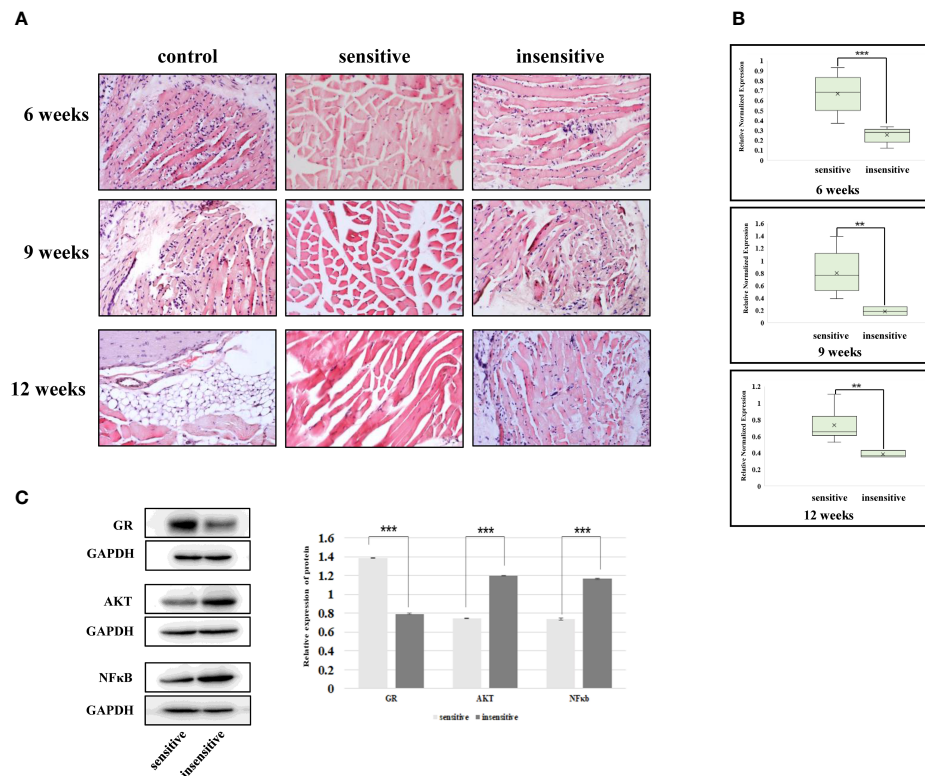 A
control sensitive insensitive
6 weeks
9 weeks
12 weeks
B
***
Relative Normalized Expression
1
0.9
0.8
0.7
0.6
0.5
0.4
0.3
0.2
0.1
0
sensitive insensitive
6 weeks
**
Relative Normalized Expression
1.6
1.4
1.2
1
0.8
0.6
0.4
0.2
0
sensitive insensitive
9 weeks
**
Relative Normalized Expression
1.2
1
0.8
0.6
0.4
0.2
0
sensitive insensitive
12 weeks
C
GR
GAPDH
AKT
GAPDH
NFκB
GAPDH
sensitive insensitive
Relative expression of protein
1.6
1.4
1.2
1
0.8
0.6
0.4
0.2
0
*** *** ***
GR AKT NFκb
sensitive insensitive